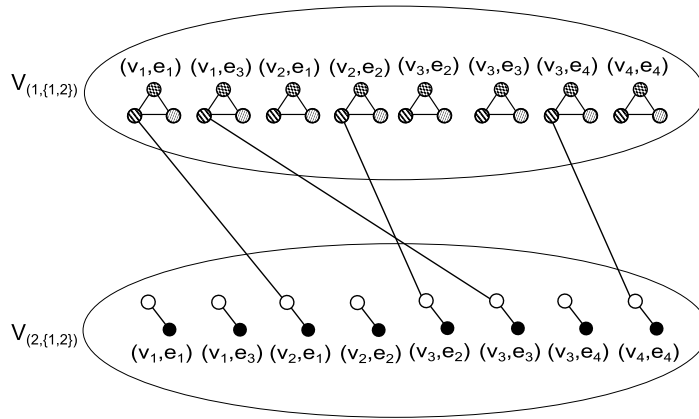 (v₁,e₁) (v₁,e₃) (v₂,e₁) (v₂,e₂) (v₃,e₂) (v₃,e₃) (v₃,e₄) (v₄,e₄)
V₍₁,{1,2}₎
V₍₂,{1,2}₎
(v₁,e₁) (v₁,e₃) (v₂,e₁) (v₂,e₂) (v₃,e₂) (v₃,e₃) (v₃,e₄) (v₄,e₄)